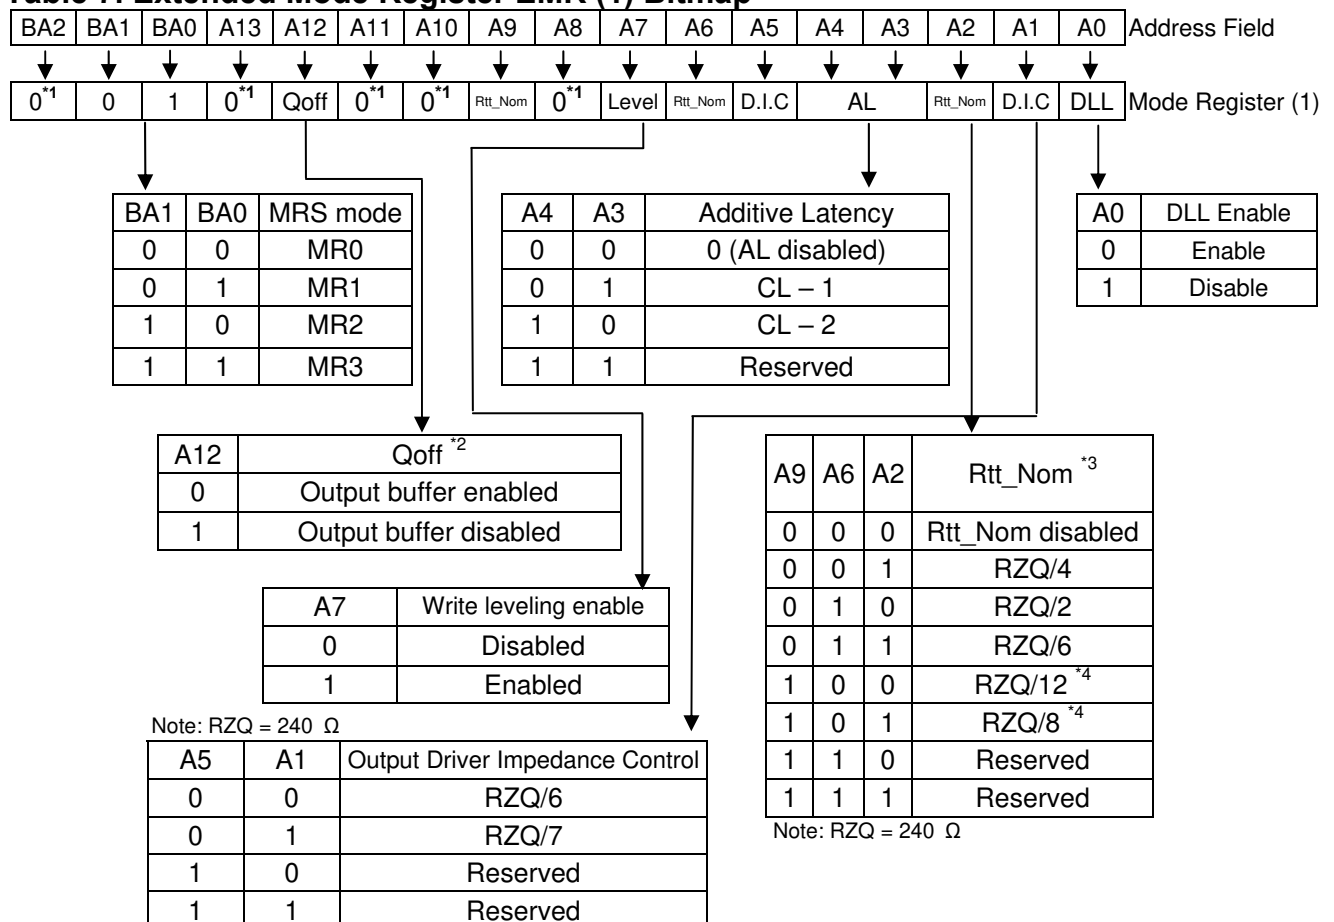 Table 7. Extended Mode Register EMR (1) Bitmap
BA2 BA1 BA0 A13 A12 A11 A10 A9 A8 A7 A6 A5 A4 A3 A2 A1 A0 Address Field
0*1 0 1 0*1 Qoff 0*1 0*1 Rtt_Nom 0*1 Level Rtt_Nom D.I.C AL Rtt_Nom D.I.C DLL Mode Register (1)
BA1 BA0 MRS mode
0 0 MR0
0 1 MR1
1 0 MR2
1 1 MR3
A4 A3 Additive Latency
0 0 0 (AL disabled)
0 1 CL – 1
1 0 CL – 2
1 1 Reserved
A0 DLL Enable
0 Enable
1 Disable
A12 Qoff *2
0 Output buffer enabled
1 Output buffer disabled
A7 Write leveling enable
0 Disabled
1 Enabled
Note: RZQ = 240 Ω
A5 A1 Output Driver Impedance Control
0 0 RZQ/6
0 1 RZQ/7
1 0 Reserved
1 1 Reserved
A9 A6 A2 Rtt_Nom *3
0 0 0 Rtt_Nom disabled
0 0 1 RZQ/4
0 1 0 RZQ/2
0 1 1 RZQ/6
1 0 0 RZQ/12 *4
1 0 1 RZQ/8 *4
1 1 0 Reserved
1 1 1 Reserved
Note: RZQ = 240 Ω